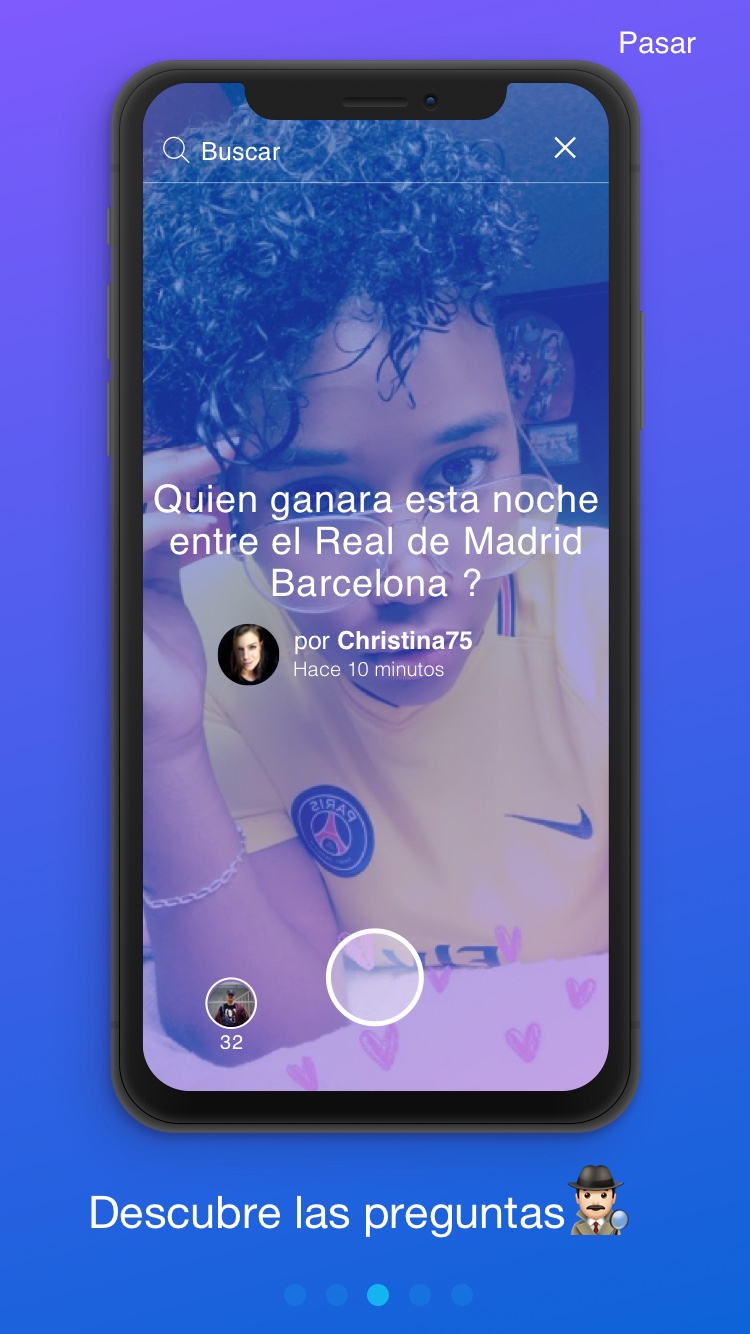 Pasar
Buscar
Quien ganara esta noche
entre el Real de Madrid
Barcelona ?
por Christina75
Hace 10 minutos
PARIS
32
Descubre las preguntas